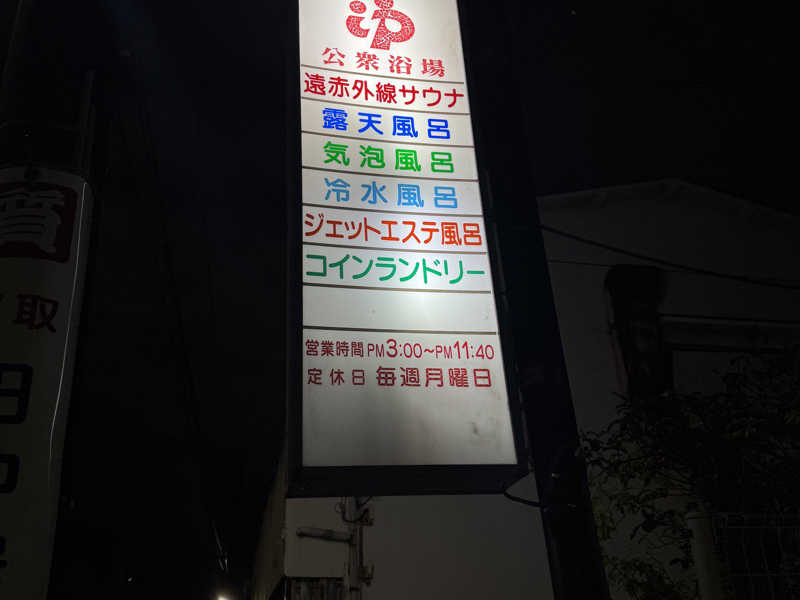 ゆ
公衆浴場
遠赤外線サウナ
露天風呂
気泡風呂
冷水風呂
ジェットエステ風呂
コインランドリー
営業時間 PM3:00～PM11:40
定休日 毎週月曜日
質
取